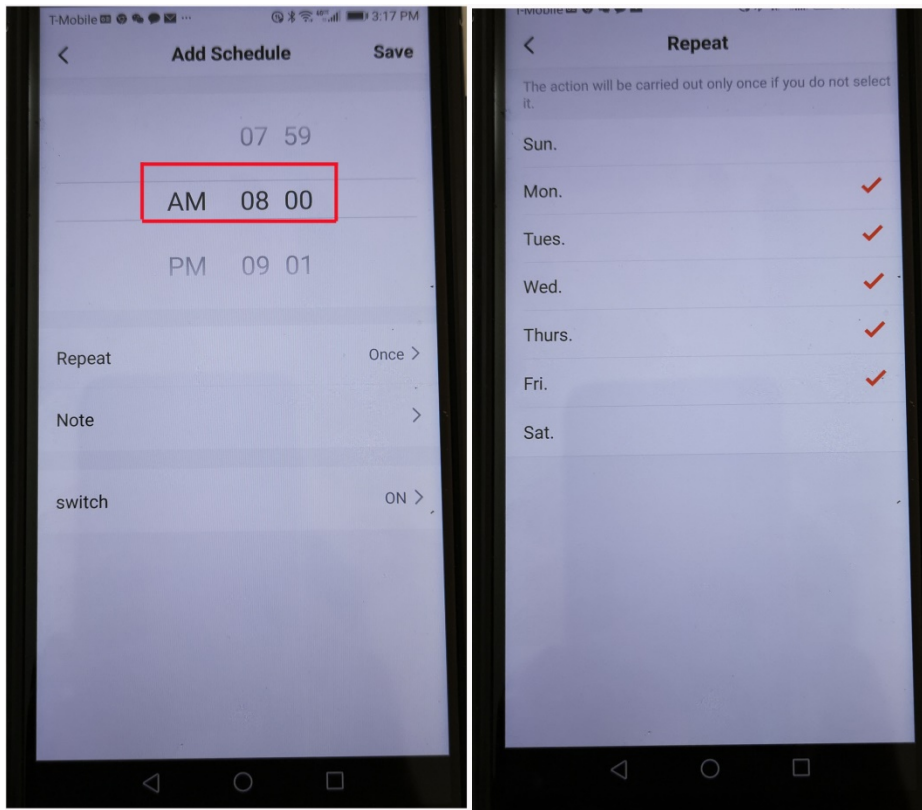 T-Mobile 3:17 PM
Add Schedule Save
07 59
AM 08 00
PM 09 01
Repeat Once
Note
switch ON
T-Mobile
Repeat
The action will be carried out only once if you do not select
it.
Sun.
Mon.
Tues.
Wed.
Thurs.
Fri.
Sat.